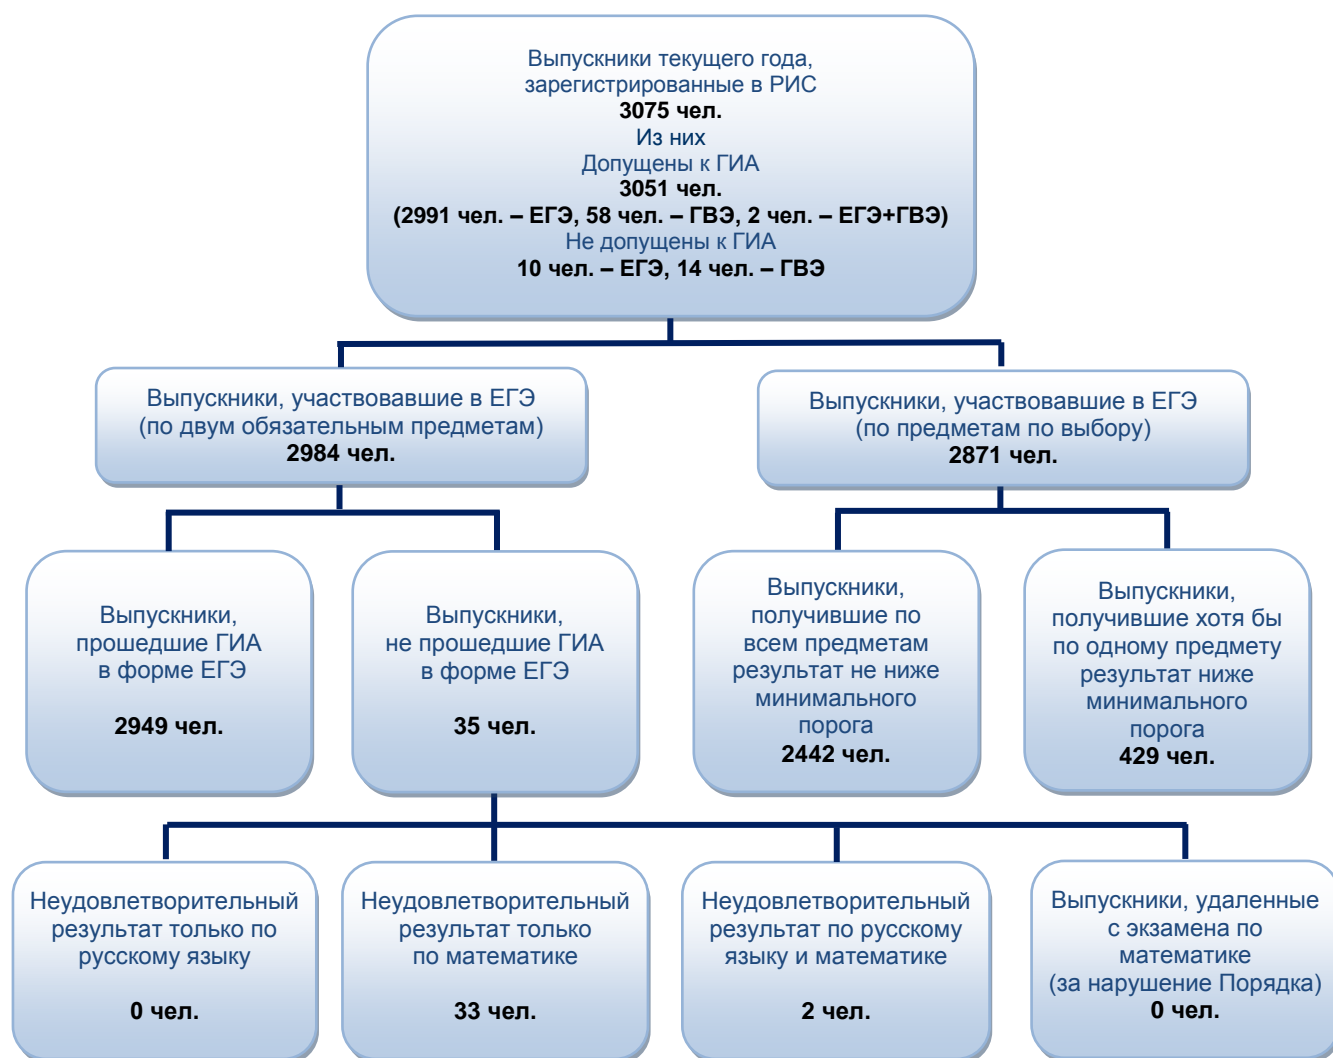 Выпускники текущего года,
зарегистрированные в РИС
3075 чел.
Из них
Допущены к ГИА
3051 чел.
(2991 чел. – ЕГЭ, 58 чел. – ГВЭ, 2 чел. – ЕГЭ+ГВЭ)
Не допущены к ГИА
10 чел. – ЕГЭ, 14 чел. – ГВЭ
Выпускники, участвовавшие в ЕГЭ
(по двум обязательным предметам)
2984 чел.
Выпускники, участвовавшие в ЕГЭ
(по предметам по выбору)
2871 чел.
Выпускники,
прошедшие ГИА
в форме ЕГЭ
2949 чел.
Выпускники,
не прошедшие ГИА
в форме ЕГЭ
35 чел.
Выпускники,
получившие по
всем предметам
результат не ниже
минимального
порога
2442 чел.
Выпускники,
получившие хотя бы
по одному предмету
результат ниже
минимального
порога
429 чел.
Неудовлетворительный
результат только по
русскому языку
0 чел.
Неудовлетворительный
результат только
по математике
33 чел.
Неудовлетворительный
результат по русскому
языку и математике
2 чел.
Выпускники, удаленные
с экзамена по
математике
(за нарушение Порядка)
0 чел.